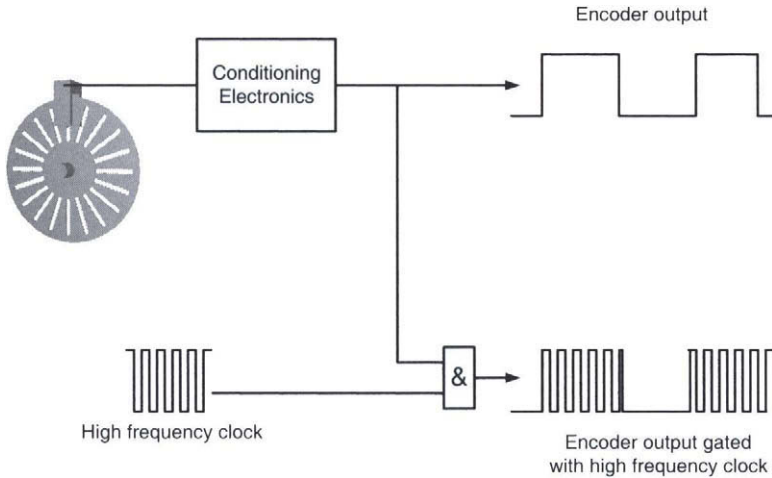 Encoder output
Conditioning
Electronics
&
High frequency clock
Encoder output gated
with high frequency clock